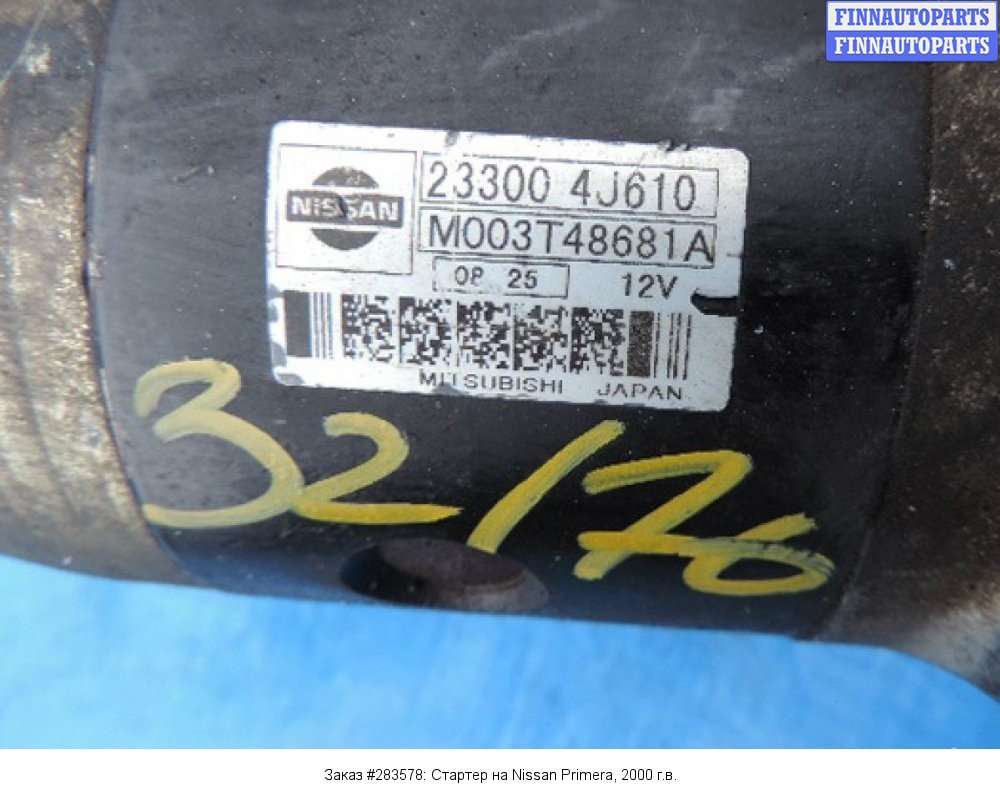 FINNAUTOPARTS
FINNAUTOPARTS
NISSAN
23300 4J610
M003T48681A
08 25 12V
MITSUBISHI JAPAN
32/76
Заказ #283578: Стартер на Nissan Primera, 2000 г.в.